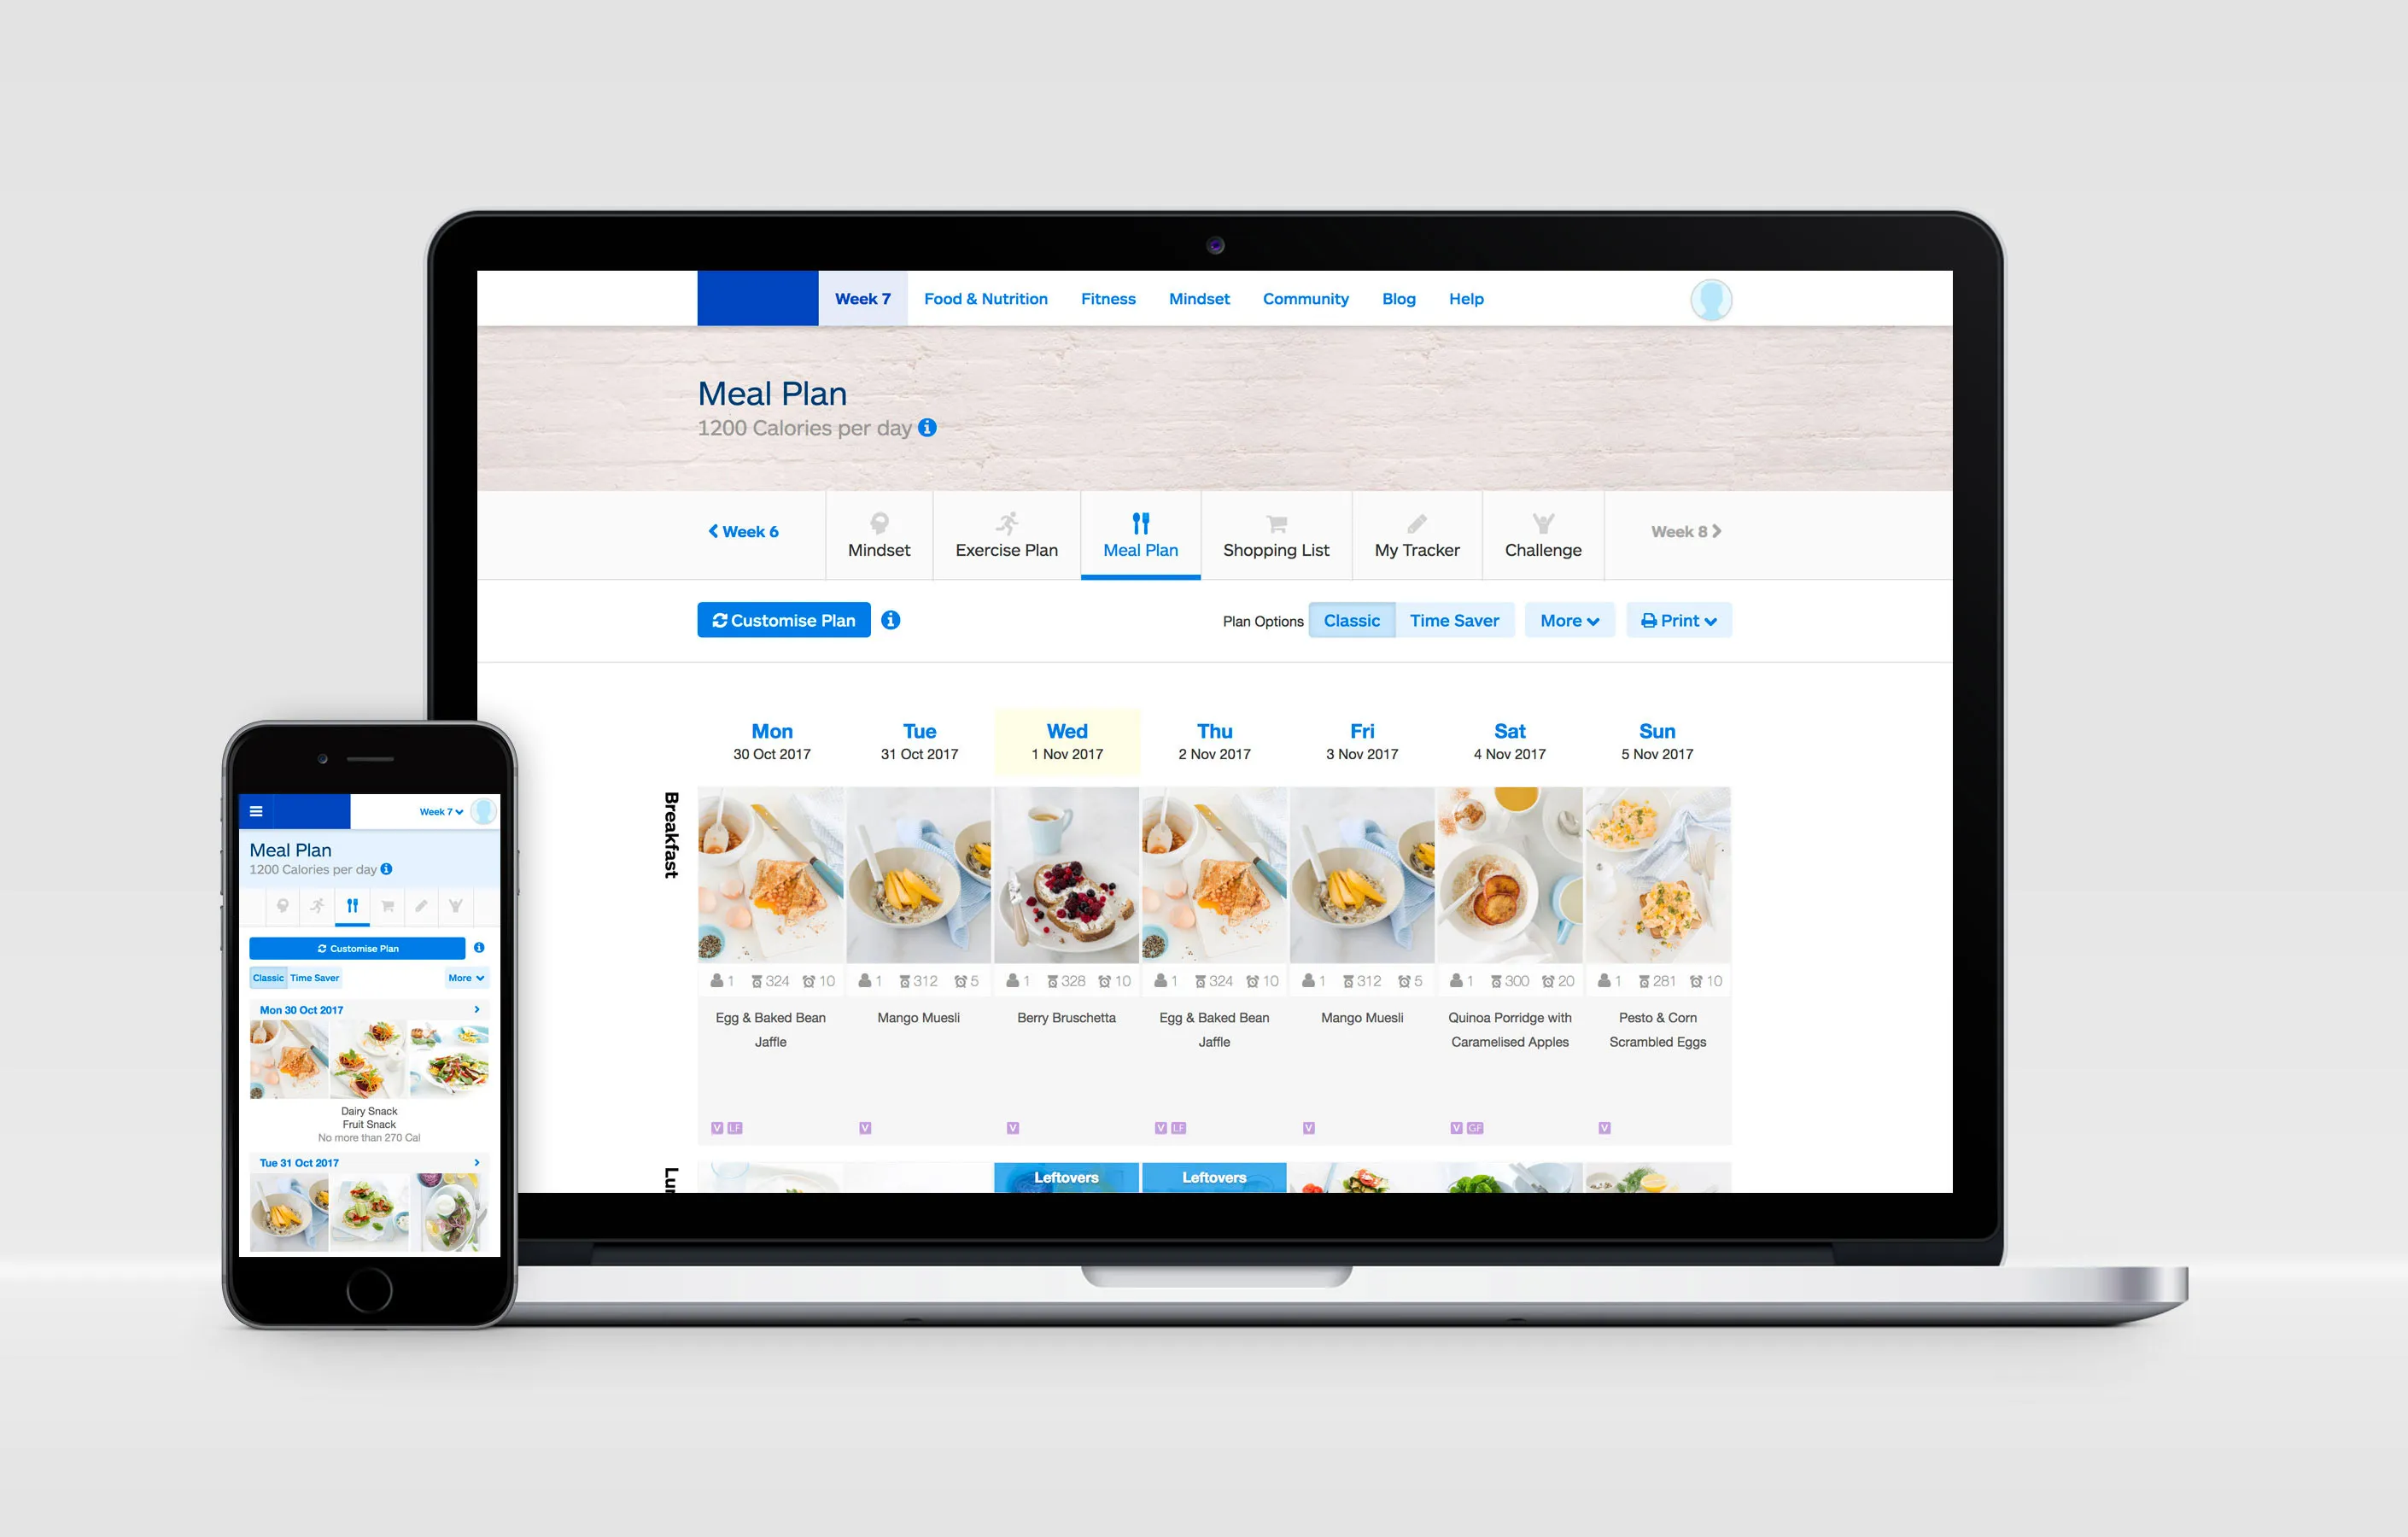 Week 7 Food & Nutrition Fitness Mindset Community Blog Help
Meal Plan
1200 Calories per day
Week 6
Mindset
Exercise Plan
Meal Plan
Shopping List
My Tracker
Challenge
Week 8
Customise Plan
Plan Options Classic Time Saver More Print
Mon Tue Wed Thu Fri Sat Sun
30 Oct 2017 31 Oct 2017 1 Nov 2017 2 Nov 2017 3 Nov 2017 4 Nov 2017 5 Nov 2017
Breakfast
1 324 10 1 312 5 1 328 10 1 324 10 1 312 5 1 300 20 1 281 10
Egg & Baked Bean
Jaffle
Mango Muesli
Berry Bruschetta
Egg & Baked Bean
Jaffle
Mango Muesli
Quinoa Porridge with
Caramelised Apples
Pesto & Corn
Scrambled Eggs
V LF V V V LF V V GF V
Leftovers Leftovers
Week 7
Meal Plan
1200 Calories per day
Customise Plan
Classic Time Saver More
Mon 30 Oct 2017
Dairy Snack
Fruit Snack
No more than 270 Cal
Tue 31 Oct 2017